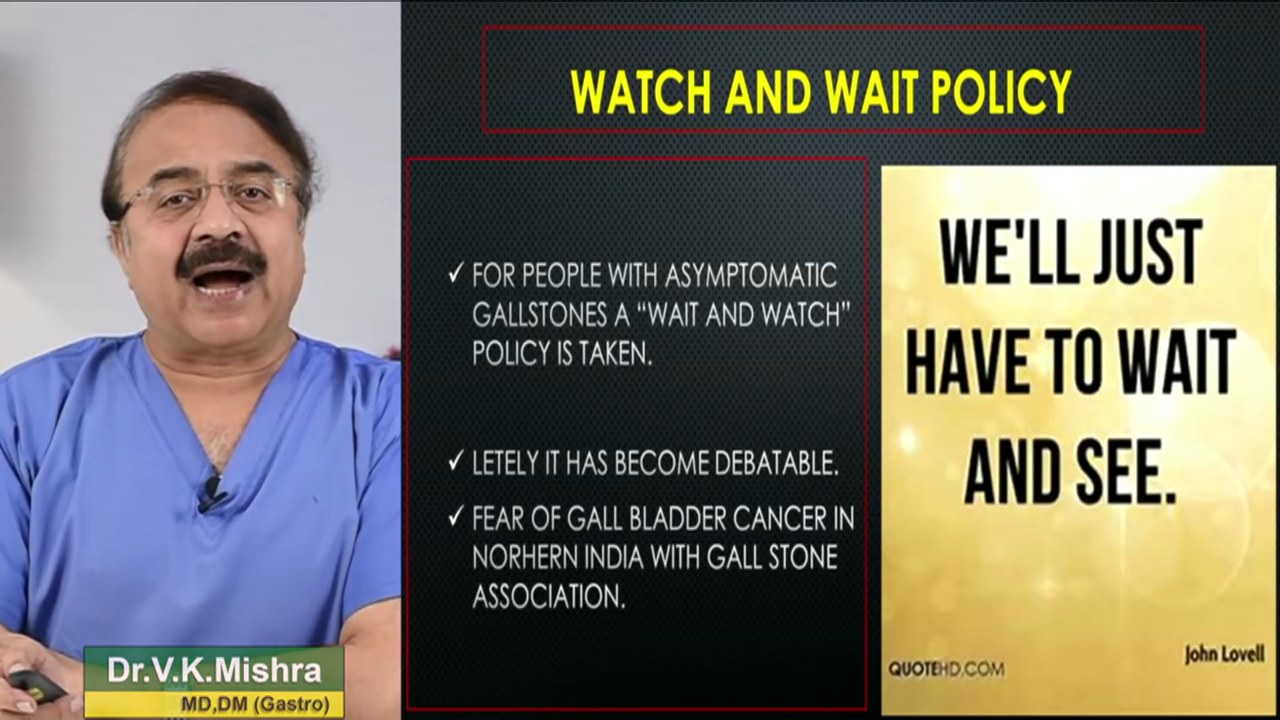 WATCH AND WAIT POLICY
✓ FOR PEOPLE WITH ASYMPTOMATIC
GALLSTONES A “WAIT AND WATCH”
POLICY IS TAKEN.
✓ LETELY IT HAS BECOME DEBATABLE.
✓ FEAR OF GALL BLADDER CANCER IN
NORHERN INDIA WITH GALL STONE
ASSOCIATION.
WE'LL JUST
HAVE TO WAIT
AND SEE.
John Lovell
QUOTEHD.COM
Dr.V.K.Mishra
MD,DM (Gastro)